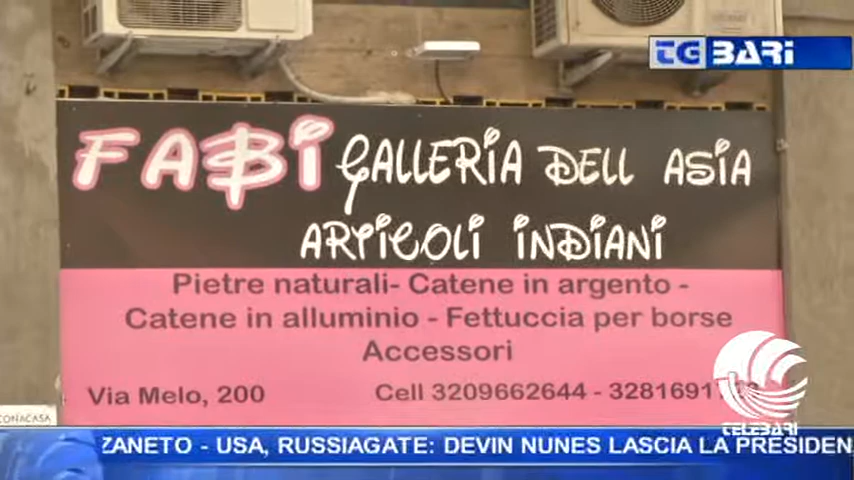 TG BARI
FABI GALLERIA DELL ASIA
ARTICOLI INDIANI
Pietre naturali- Catene in argento -
Catene in alluminio - Fettuccia per borse
Accessori
Via Melo, 200 Cell 3209662644 - 
TELEBARI
ZANETO - USA, RUSSIAGATE: DEVIN NUNES LASCIA LA PRESIDEN